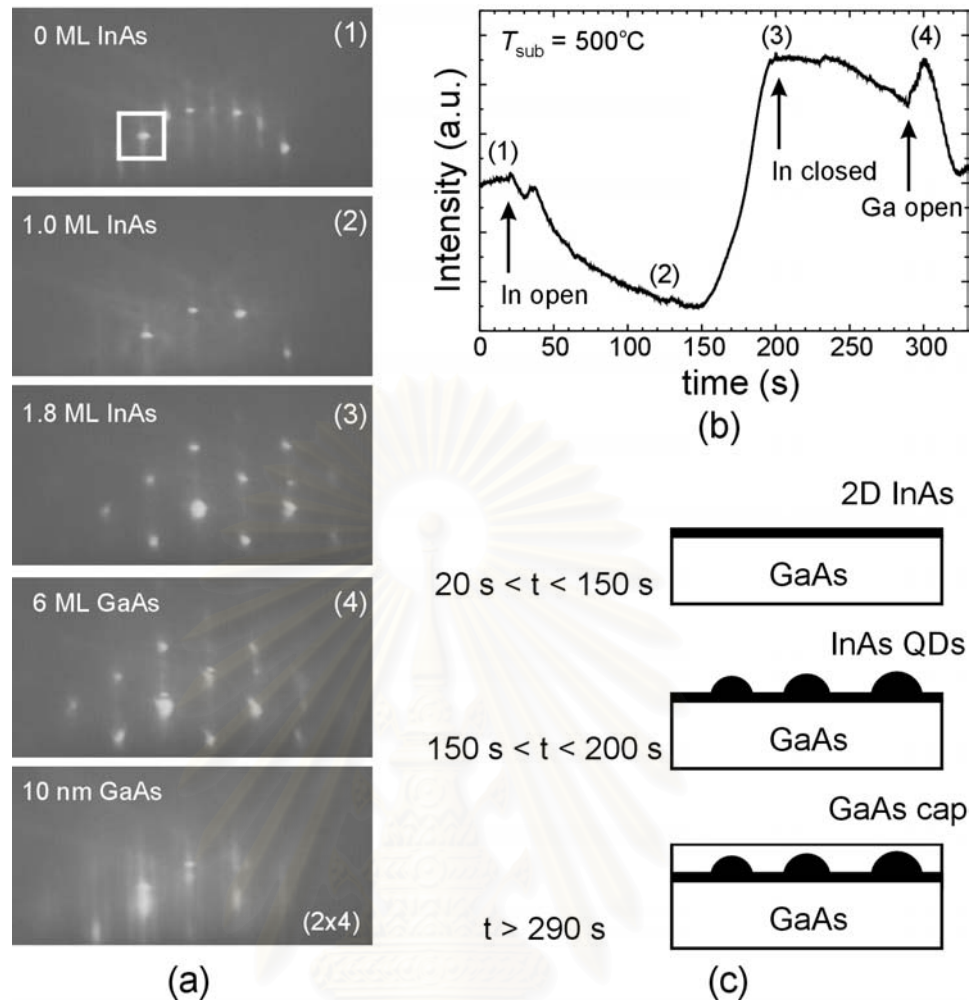 0 ML InAs
(1)
1.0 ML InAs
(2)
1.8 ML InAs
(3)
6 ML GaAs
(4)
10 nm GaAs
(2x4)
(a)
Intensity (a.u.)
T_sub = 500°C
(1)
(2)
(3)
(4)
In open
In closed
Ga open
0 50 100 150 200 250 300
time (s)
(b)
2D InAs
GaAs
20 s < t < 150 s
InAs QDs
GaAs
150 s < t < 200 s
GaAs cap
GaAs
t > 290 s
(c)